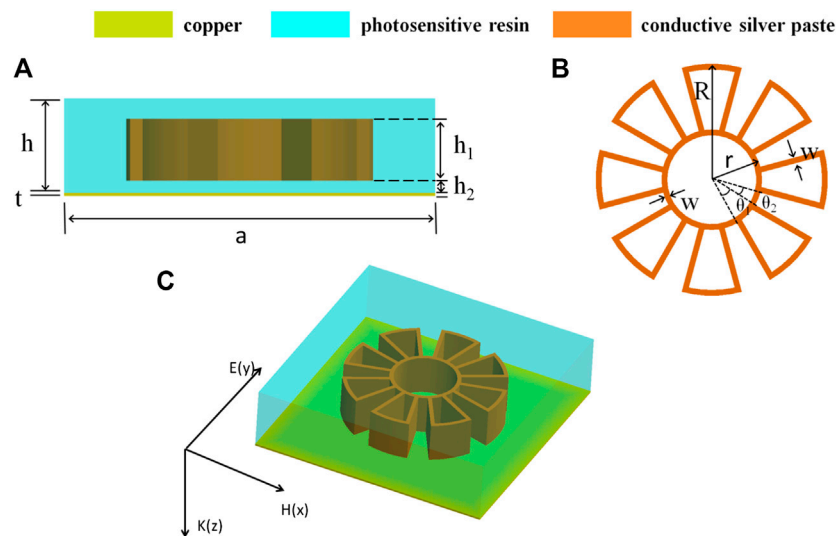 copper photosensitive resin conductive silver paste
A
h
h1
h2
t
a
B
R
r
w
w
θ1
θ2
C
E(y)
H(x)
K(z)